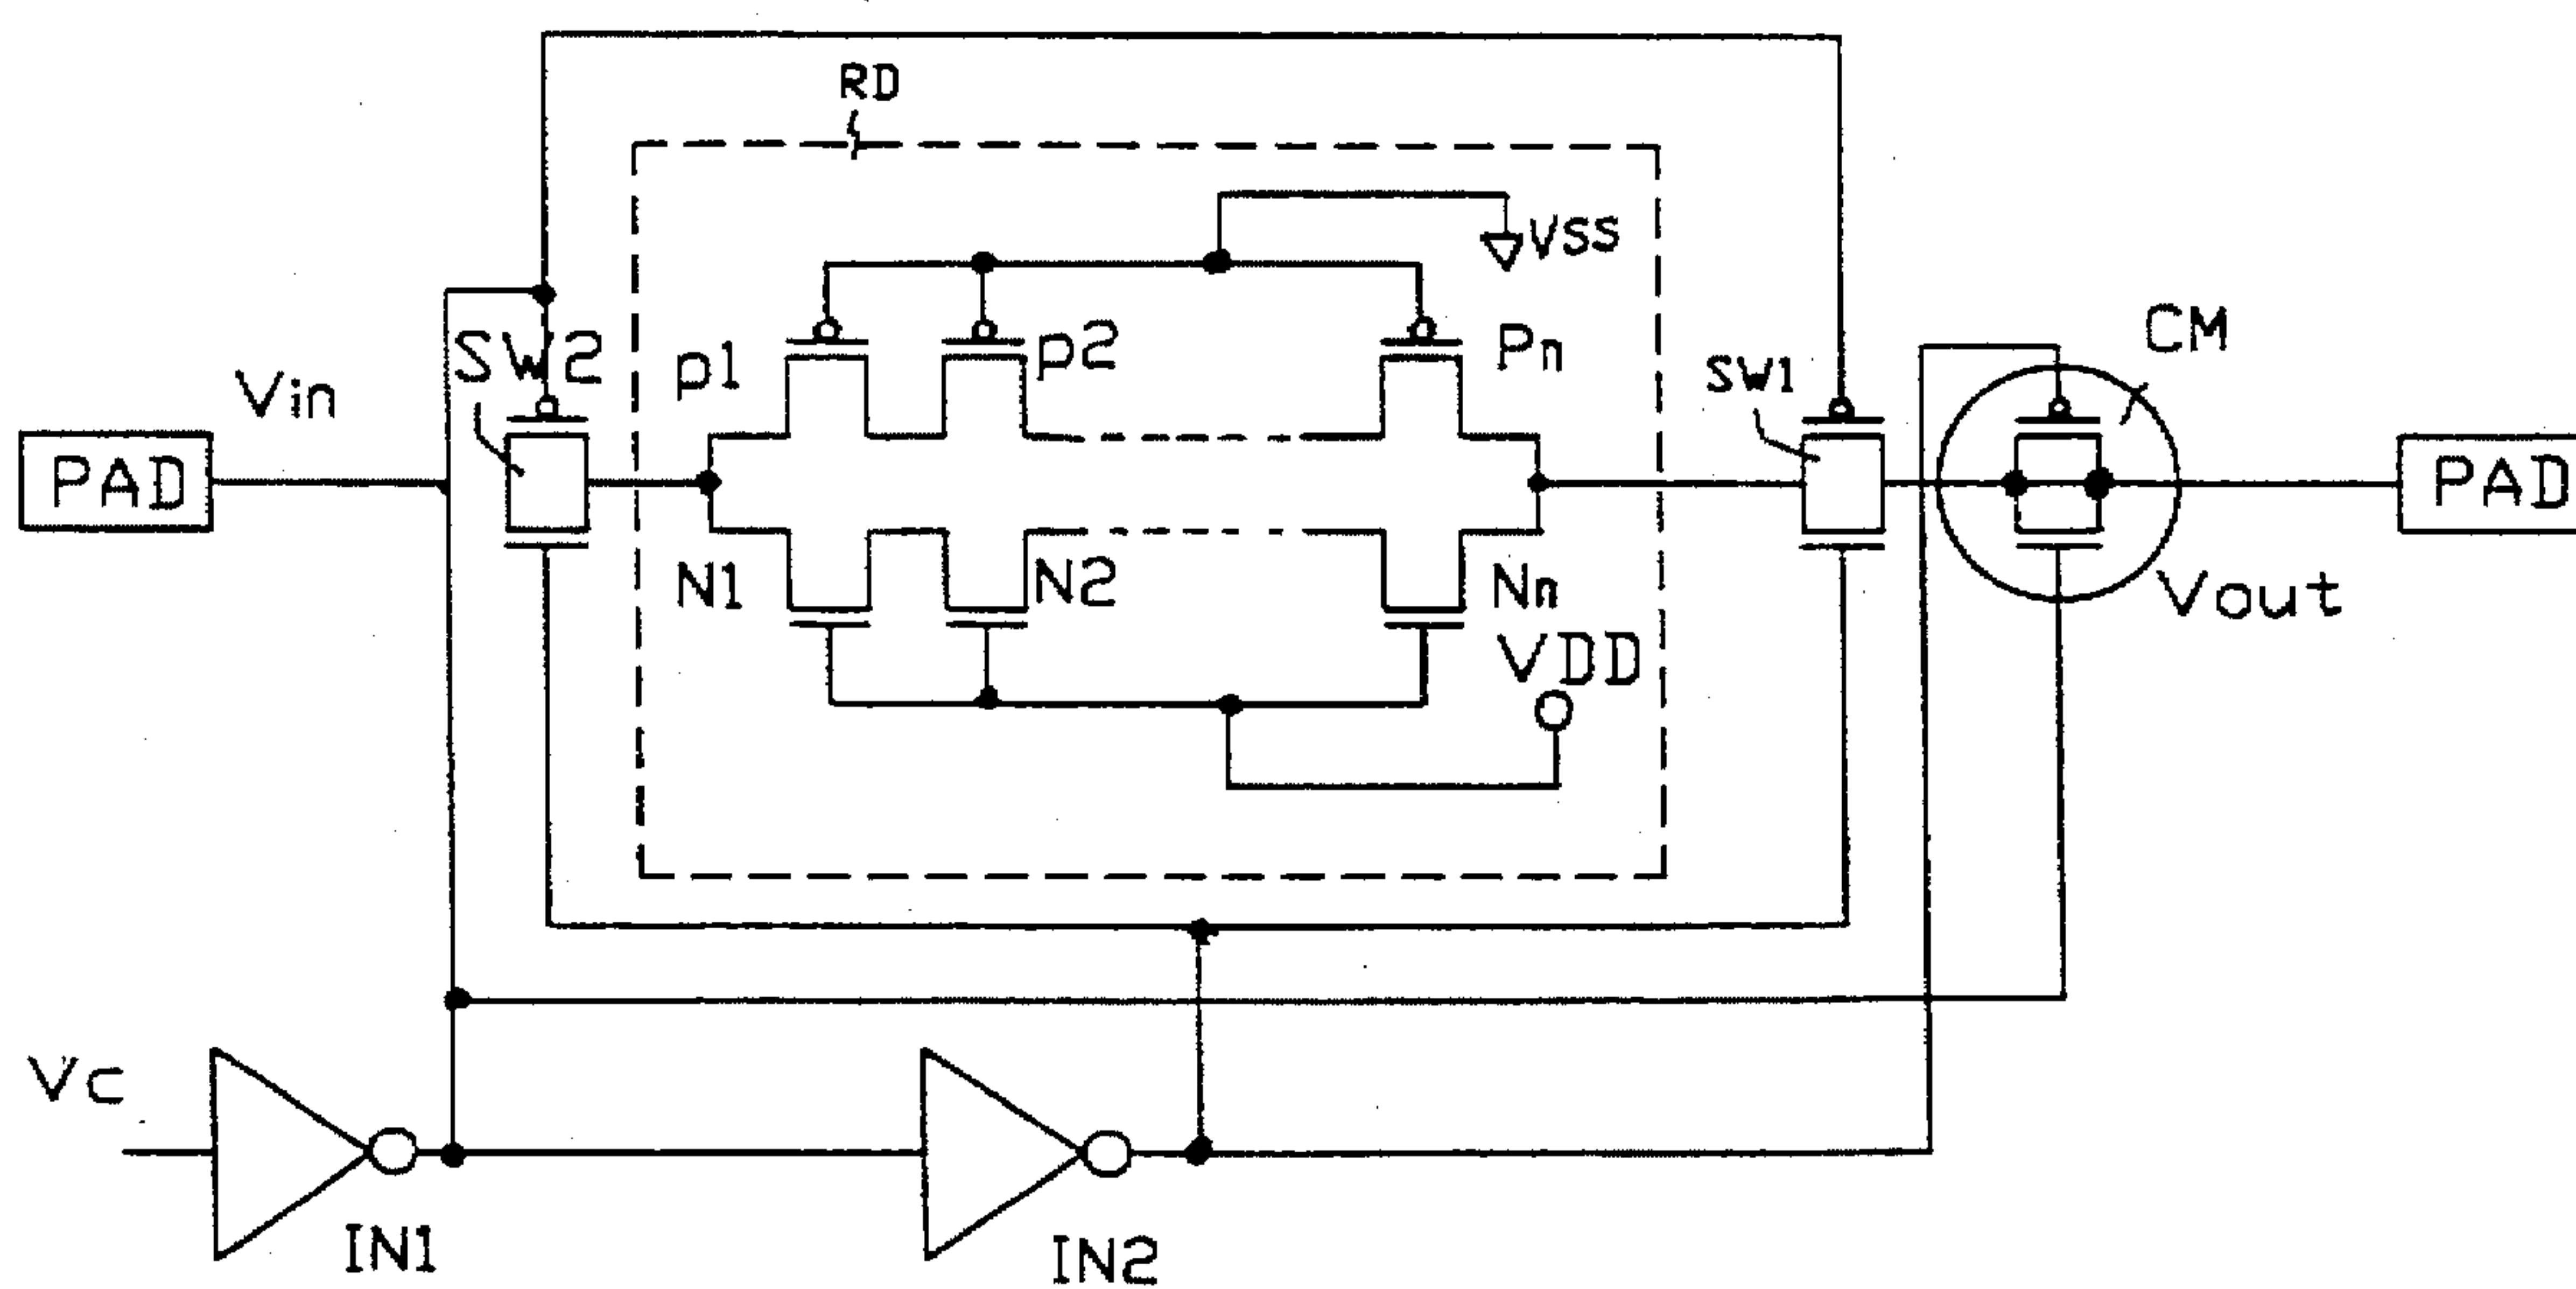 RD
VSS
p1
p2
Pn
SW2
SW1
CM
Vin
PAD
PAD
N1
N2
Nn
VDD
Vout
Vc
IN1
IN2